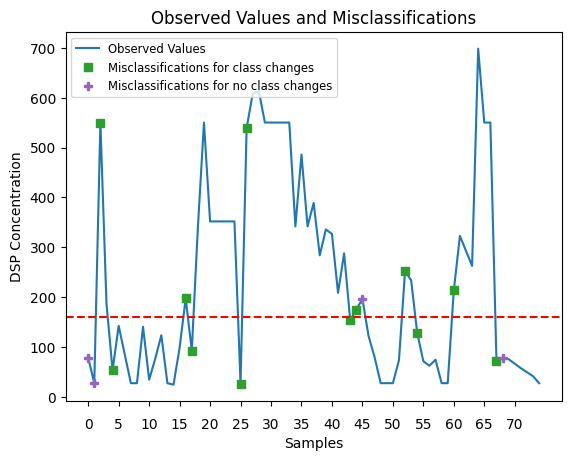 Observed Values and Misclassifications
Observed Values
Misclassifications for class changes
Misclassifications for no class changes
DSP Concentration
700
600
500
400
300
200
100
0
0 5 10 15 20 25 30 35 40 45 50 55 60 65 70
Samples